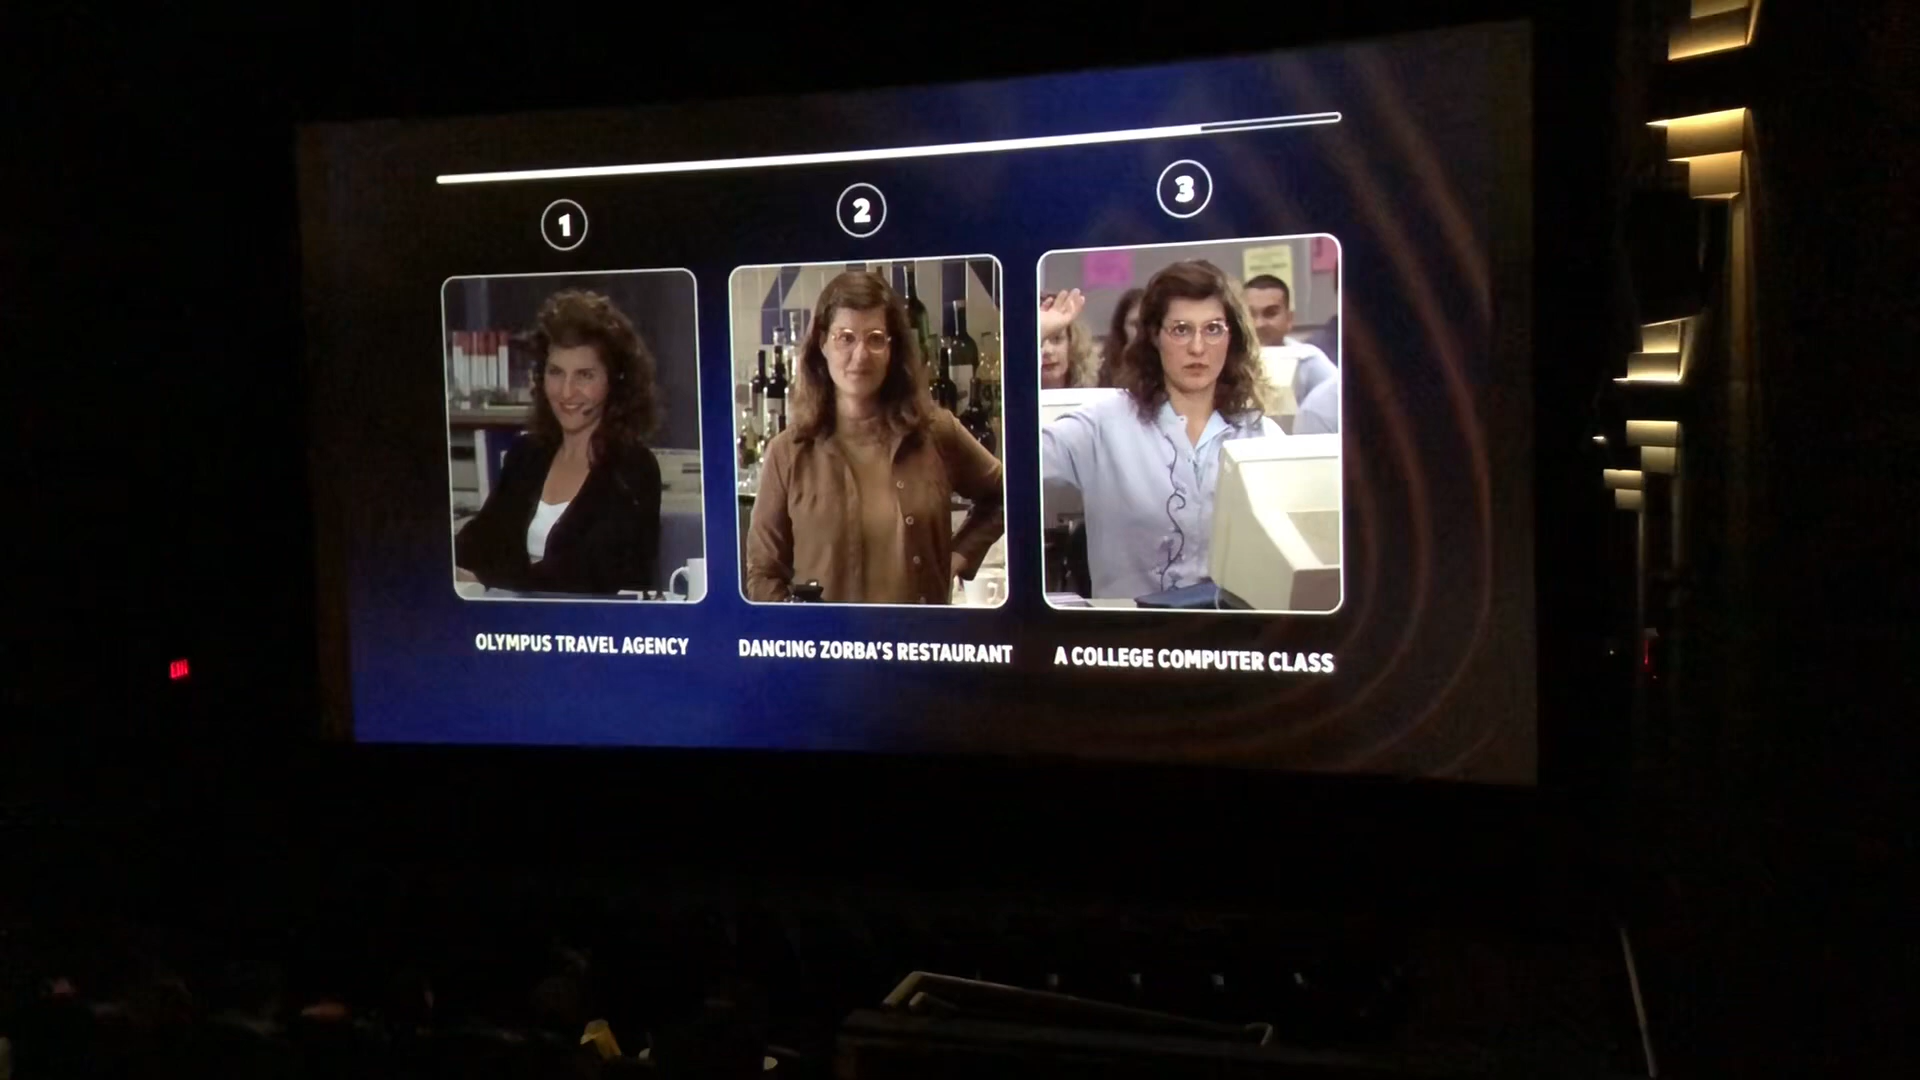 1
2
3
OLYMPUS TRAVEL AGENCY
DANCING ZORBA'S RESTAURANT
A COLLEGE COMPUTER CLASS